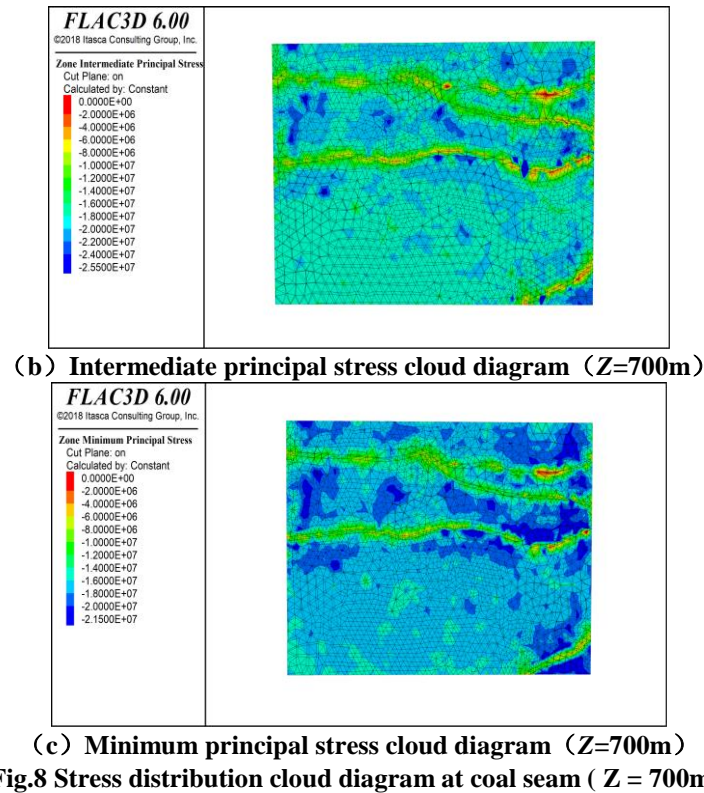 FLAC3D 6.00
©2018 Itasca Consulting Group, Inc.
Zone Intermediate Principal Stress
Cut Plane: on
Calculated by: Constant
0.0000E+00
-2.0000E+06
-4.0000E+06
-6.0000E+06
-8.0000E+06
-1.0000E+07
-1.2000E+07
-1.4000E+07
-1.6000E+07
-1.8000E+07
-2.0000E+07
-2.2000E+07
-2.4000E+07
-2.5500E+07
（b）Intermediate principal stress cloud diagram（Z=700m）
FLAC3D 6.00
©2018 Itasca Consulting Group, Inc.
Zone Minimum Principal Stress
Cut Plane: on
Calculated by: Constant
0.0000E+00
-2.0000E+06
-4.0000E+06
-6.0000E+06
-8.0000E+06
-1.0000E+07
-1.2000E+07
-1.4000E+07
-1.6000E+07
-1.8000E+07
-2.0000E+07
-2.1500E+07
（c）Minimum principal stress cloud diagram（Z=700m）
Fig.8 Stress distribution cloud diagram at coal seam ( Z = 700m